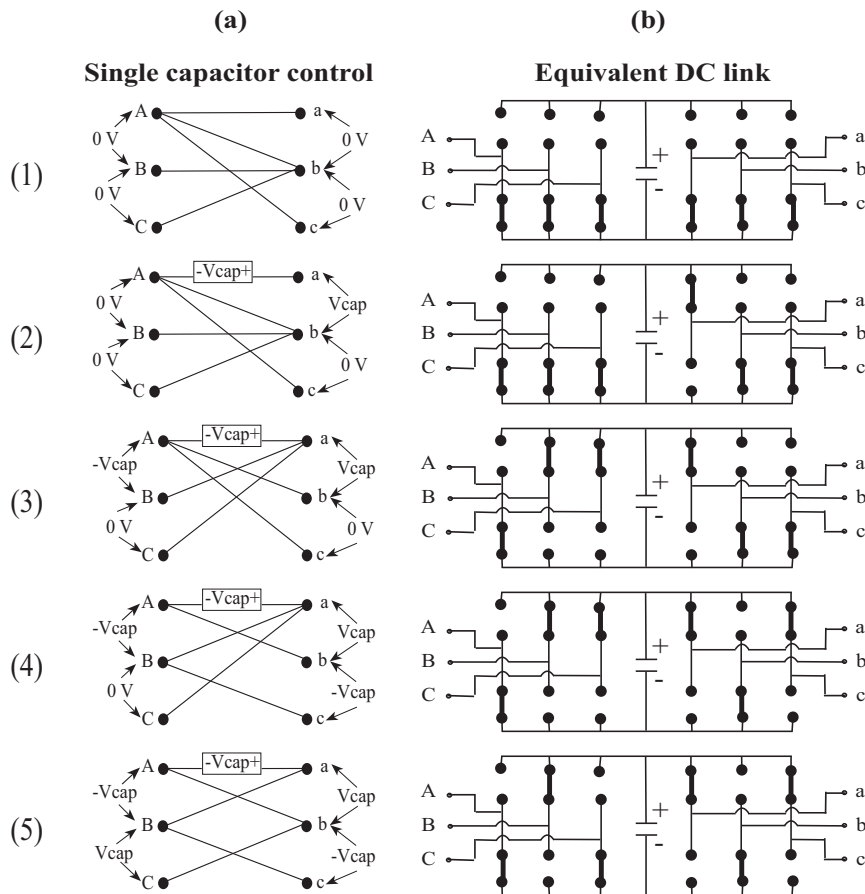 (a) (b)
Single capacitor control Equivalent DC link
(1)
A a
0 V 0 V
B b
0 V 0 V
C c
A + a
B b
C - c
(2)
A -Vcap+ a
0 V Vcap
B b
0 V 0 V
C c
A + a
B b
C - c
(3)
A -Vcap+ a
-Vcap Vcap
B b
0 V 0 V
C c
A + a
B b
C - c
(4)
A -Vcap+ a
-Vcap Vcap
B b
0 V -Vcap
C c
A + a
B b
C - c
(5)
A -Vcap+ a
-Vcap Vcap
B b
Vcap -Vcap
C c
A + a
B b
C - c